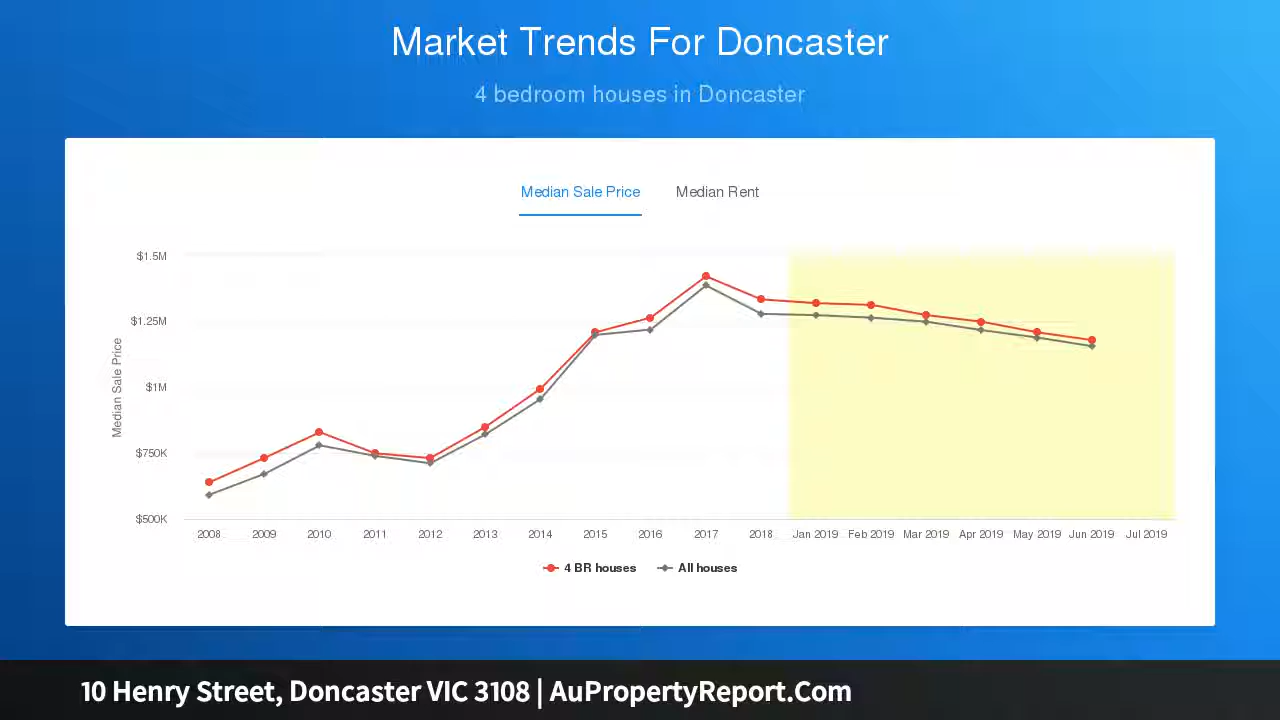 Market Trends For Doncaster
4 bedroom houses in Doncaster
Median Sale Price Median Rent
Median Sale Price
$1.5M
$1.25M
$1M
$750K
$500K
2008 2009 2010 2011 2012 2013 2014 2015 2016 2017 2018 Jan 2019 Feb 2019 Mar 2019 Apr 2019 May 2019 Jun 2019 Jul 2019
4 BR houses All houses
10 Henry Street, Doncaster VIC 3108 | AuPropertyReport.Com